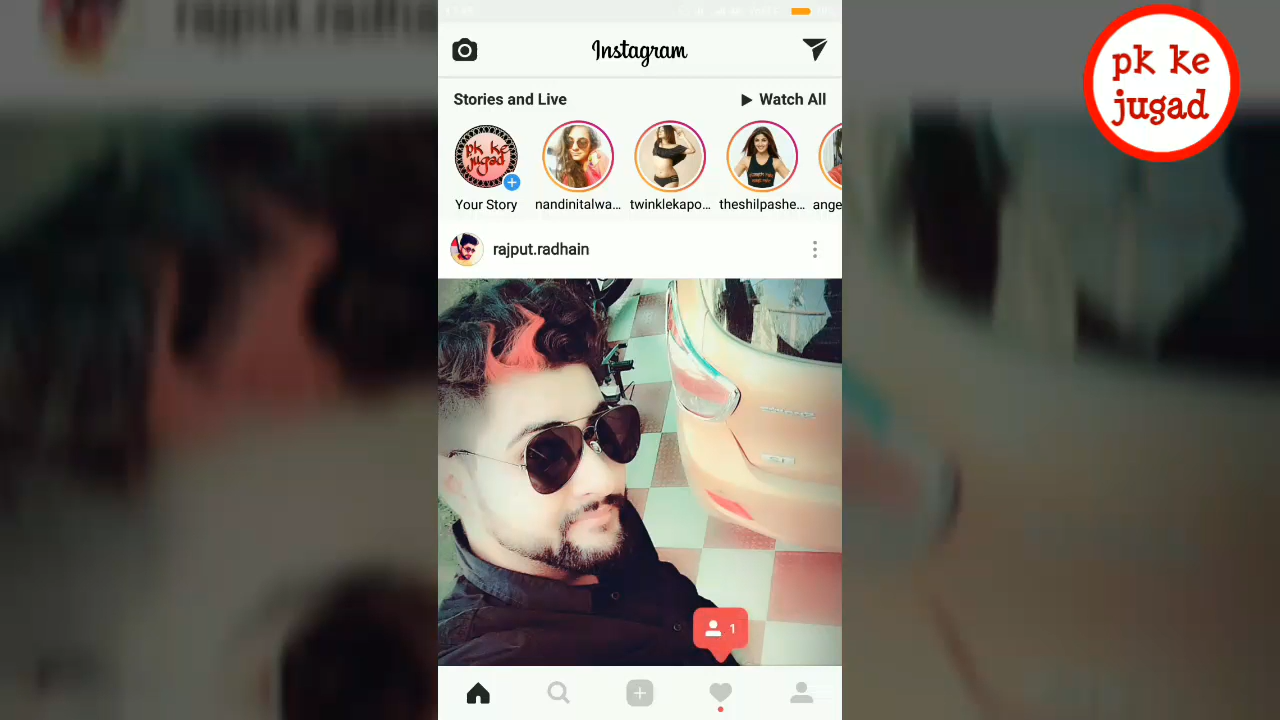 Instagram
pk ke
jugad
Stories and Live
Watch All
pk ke
jugad
Your Story
nandinitalwa...
twinklekapo...
theshilpashe...
ange
rajput.radhain
1